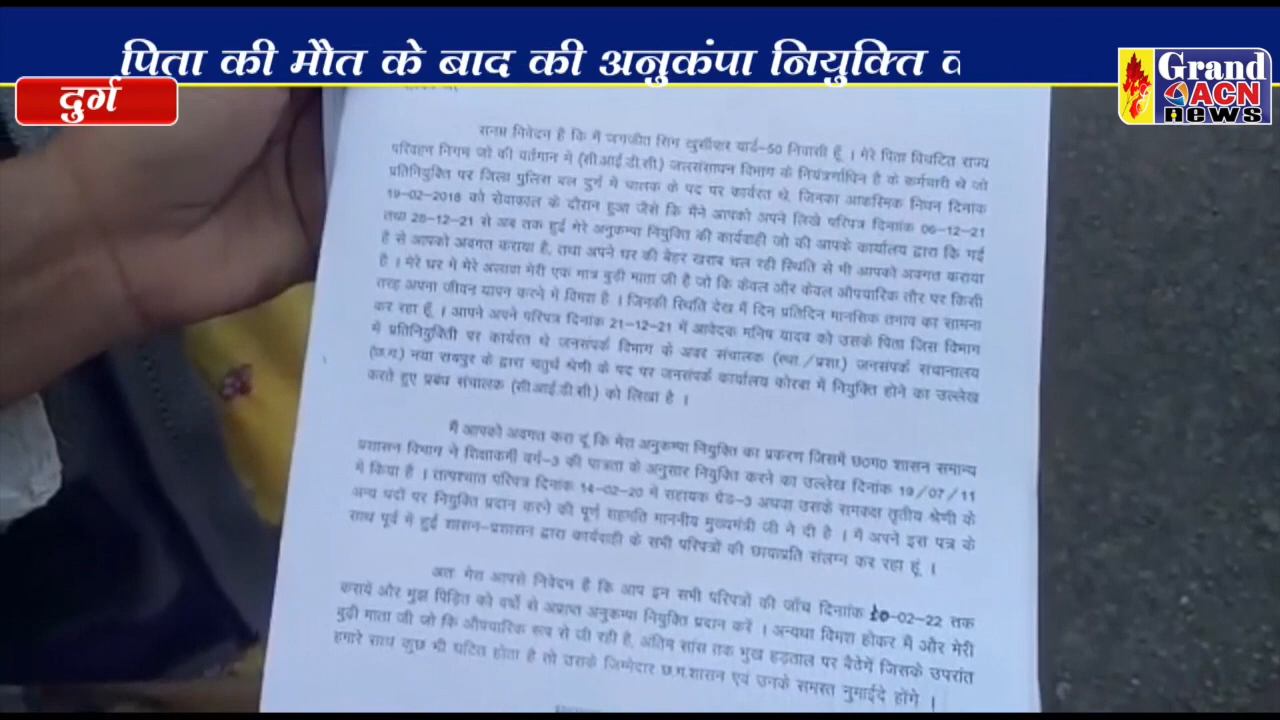 पिता की मौत के बाद की अनुकंपा नियुक्ति
दुर्ग
Grand
ACN
news
सनम्र निवेदन है कि मैं जगजीत सिंग खुर्सीपार वार्ड-50 निवासी हूँ । मेरे पिता विघटित राज्य
परिवहन निगम जो की वर्तमान मे (सी.आई.डी.सी.) जलसंसाधन विभाग के नियंत्रणाधिन है के कर्मचारी थे जो
प्रतिनियुक्ति पर जिला पुलिस बल दुर्ग मे चालक के पद पर कार्यरत थे, जिनका आकस्मिक निधन दिनांक
19-02-2018 को सेवाकाल के दौरान हुआ जैसे कि मैने आपको अपने लिखे परिपत्र दिनांक 06-12-21
तथा 28-12-21 से अब तक हुई मेरे अनुकम्पा नियुक्ति की कार्यवाही जो की आपके कार्यालय द्वारा कि गई
है से आपको अवगत कराया है, तथा अपने घर की बेहर खराब चल रही स्थिति से भी आपको अवगत कराया
है । मेरे घर में मेरे अलावा मेरी एक मात्र बुढ़ी माता जी है जो कि केवल और केवल औपचारिक तौर पर किसी
तरह अपना जीवन यापन करने में विमश है । जिनकी स्थिति देख मैं दिन प्रतिदिन मानसिक तनाव का सामना
कर रहा हूँ । आपने अपने परिपत्र दिनांक 21-12-21 में आवेदक मनिष यादव को उसके पिता जिस विभाग
में प्रतिनियुक्तिी पर कार्यरत थे जनसंपर्क विभाग के अवर संचालक (स्था./प्रशा.) जनसंपर्क संचानालय
(छ.ग.) नया रायपुर के द्वारा चतुर्थ श्रेणी के पद पर जनसंपर्क कार्यालय कोरबा में नियुक्ति होने का उल्लेख
करते हुए प्रबंध संचालक (सी.आई.डी.सी.) को लिखा है ।
मैं आपको अवगत करा दूं कि मेरा अनुकम्पा नियुक्ति का प्रकरण जिसमें छ0ग0 शासन समान्य
प्रशासन विभाग ने शिक्षाकर्मी वर्ग-3 की पात्रता के अनुसार नियुक्ति करने का उल्लेख दिनांक 19/07/11
मे किया है । तत्पश्चात परिपत्र दिनांक 14-02-20 में सहायक ग्रेड-3 अथवा उसके समकक्ष तृतीय श्रेणी के
अन्य पदों पर नियुक्ति प्रदान करने की पूर्ण सहमति माननीय मुख्यमंत्री जी ने दी है । मैं अपने इस पत्र के
साथ पूर्व में हुई शासन-प्रशासन द्वारा कार्यवाही के सभी परिपत्रों की छायाप्रति संलग्न कर रहा हूं ।
अतः मेरा आपसे निवेदन है कि आप इन सभी परिपत्रों की जाँच दिनांक 20-02-22 तक
करायें और मुझ पिड़ित को वर्षो से अप्राप्त अनुकम्पा नियुक्ति प्रदान करें । अन्यथा विमश होकर मैं और मेरी
बुढ़ी माता जी जो कि औपचारिक रूप से जी रही है, अंतिम सांस तक भुख हड़ताल पर बैठेगें जिसके उपरांत
हमारे साथ कुछ भी घटित होता है तो उसके जिम्मेदार छ.ग.शासन एवं उनके समस्त नुमाईंदे होंगे ।